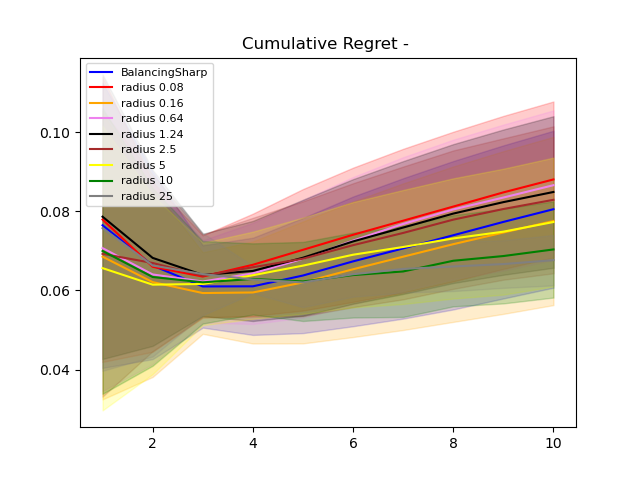 Cumulative Regret -
BalancingSharp
radius 0.08
radius 0.16
radius 0.64
radius 1.24
radius 2.5
radius 5
radius 10
radius 25
0.10
0.08
0.06
0.04
2 4 6 8 10